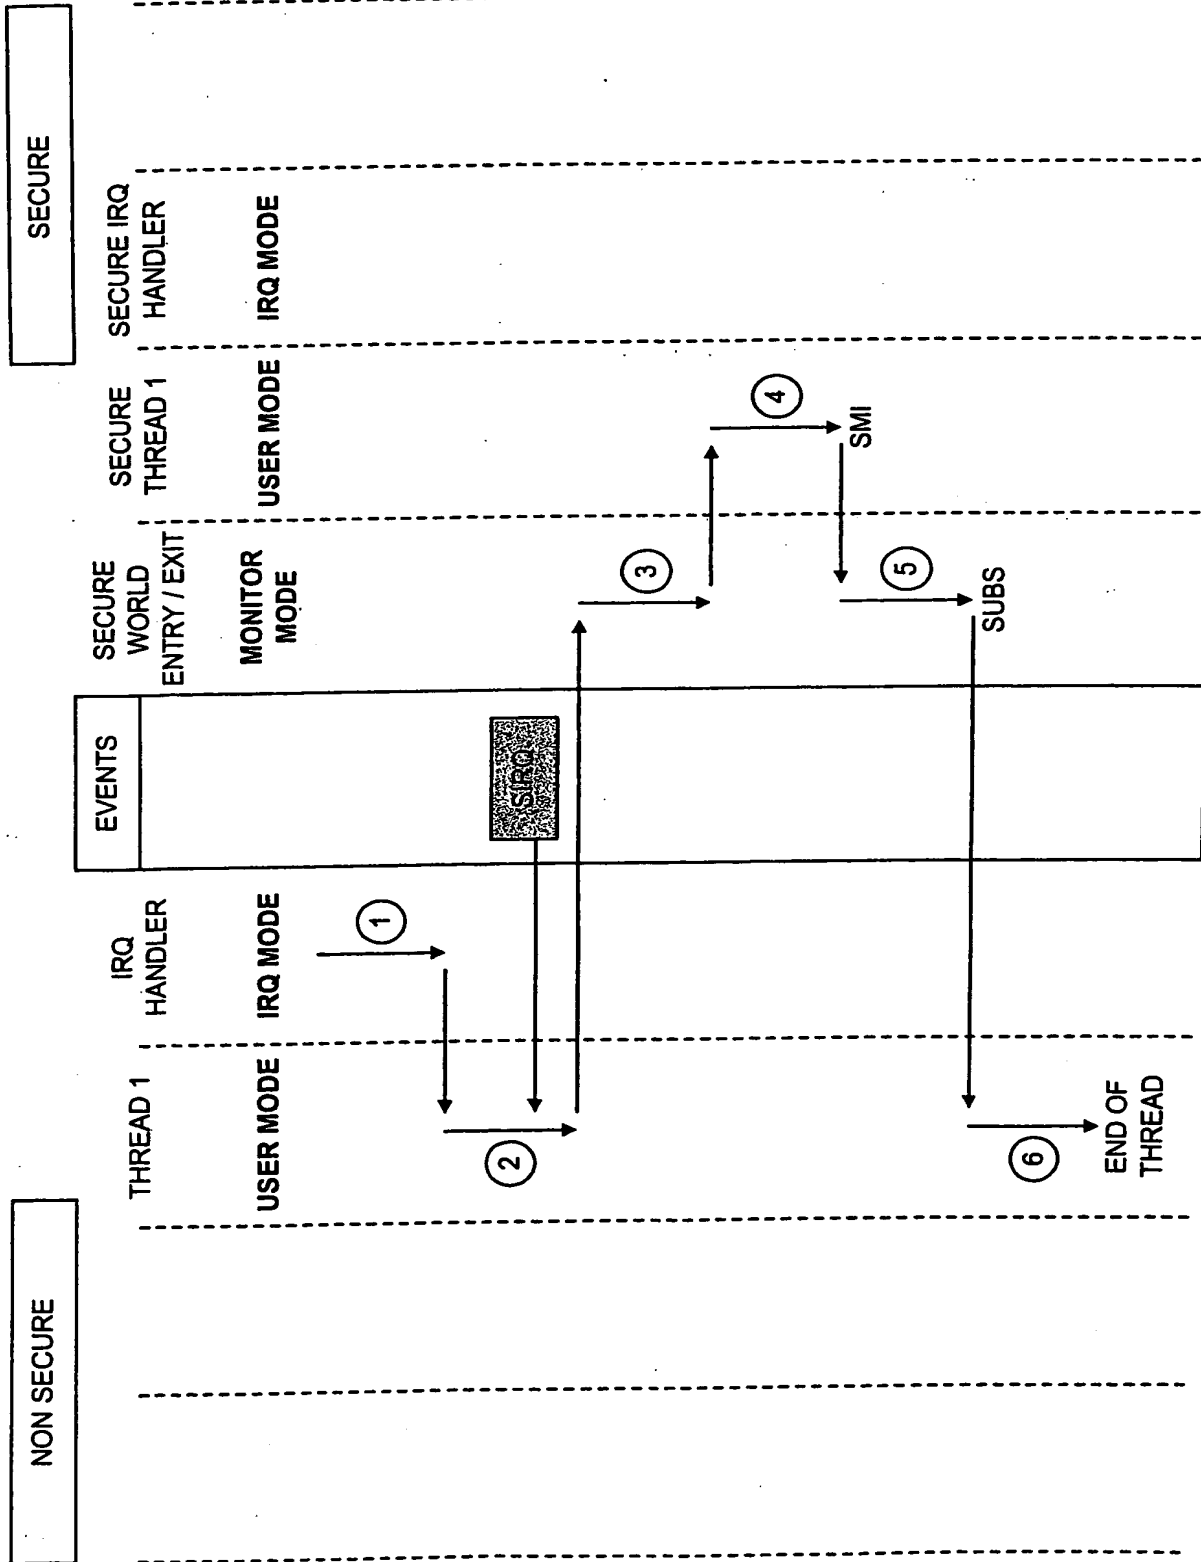 NON SECURE
SECURE
THREAD 1
USER MODE
IRQ
HANDLER
IRQ MODE
EVENTS
SECURE
WORLD
ENTRY / EXIT
MONITOR
MODE
SECURE
THREAD 1
USER MODE
SECURE IRQ
HANDLER
IRQ MODE
1
2
SIRQ
3
4
SMI
5
SUBS
6
END OF
THREAD